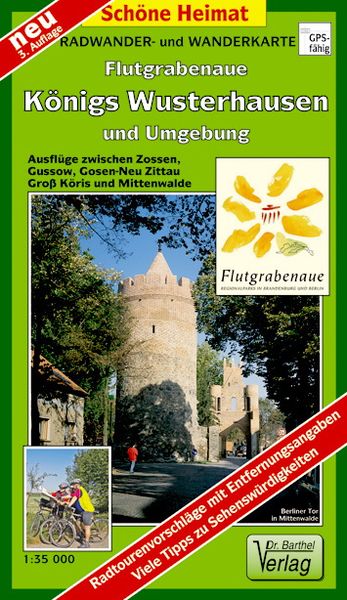 neu
3. Auflage
Schöne Heimat
RADWANDER- und WANDERKARTE
GPS-
fähig
Flutgrabenaue
Königs Wusterhausen
und Umgebung
Ausflüge zwischen Zossen,
Gussow, Gosen-Neu Zittau
Groß Köris und Mittenwalde
Flutgrabenaue
REGIONALPARKS IN BRANDENBURG UND BERLIN
Radtourenvorschläge mit Entfernungsangaben
Viele Tipps zu Sehenswürdigkeiten
Berliner Tor
in Mittenwalde
1:35 000
Dr. Barthel
Verlag